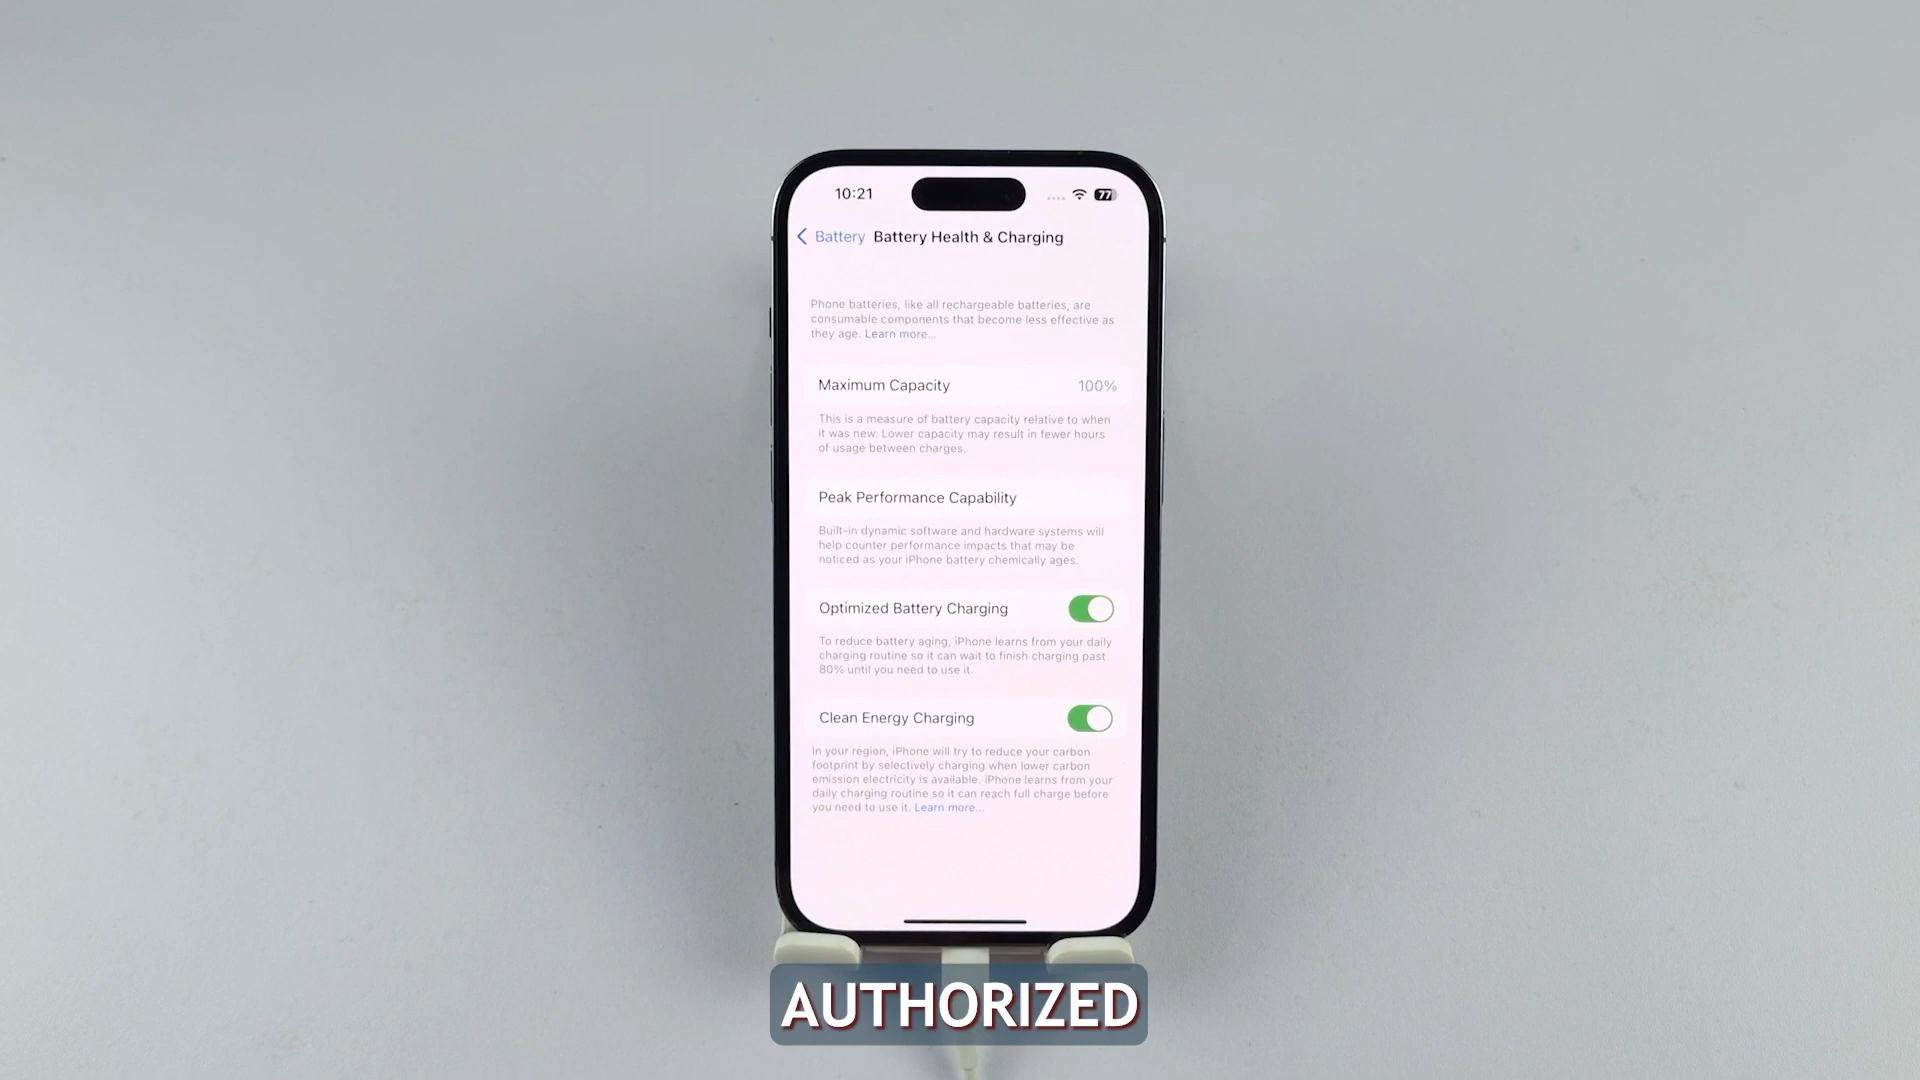 10:21
77
Battery Battery Health & Charging
Phone batteries, like all rechargeable batteries, are
consumable components that become less effective as
they age. Learn more...
Maximum Capacity 100%
This is a measure of battery capacity relative to when
it was new. Lower capacity may result in fewer hours
of usage between charges.
Peak Performance Capability
Built-in dynamic software and hardware systems will
help counter performance impacts that may be
noticed as your iPhone battery chemically ages.
Optimized Battery Charging
To reduce battery aging, iPhone learns from your daily
charging routine so it can wait to finish charging past
80% until you need to use it.
Clean Energy Charging
In your region, iPhone will try to reduce your carbon
footprint by selectively charging when lower carbon
emission electricity is available. iPhone learns from your
daily charging routine so it can reach full charge before
you need to use it. Learn more...
AUTHORIZED